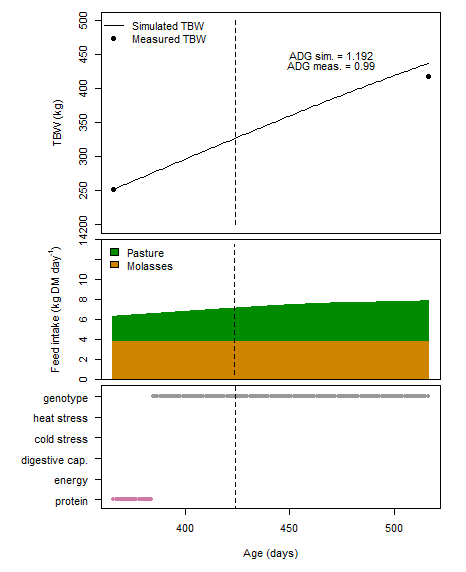 500
Simulated TBW
Measured TBW
ADG sim. = 1.192
ADG meas. = 0.99
450
400
350
300
250
200
TBW (kg)
14
Pasture
Molasses
10
8
6
4
2
0
Feed intake (kg DM day⁻¹)
genotype
heat stress
cold stress
digestive cap.
energy
protein
400 450 500
Age (days)